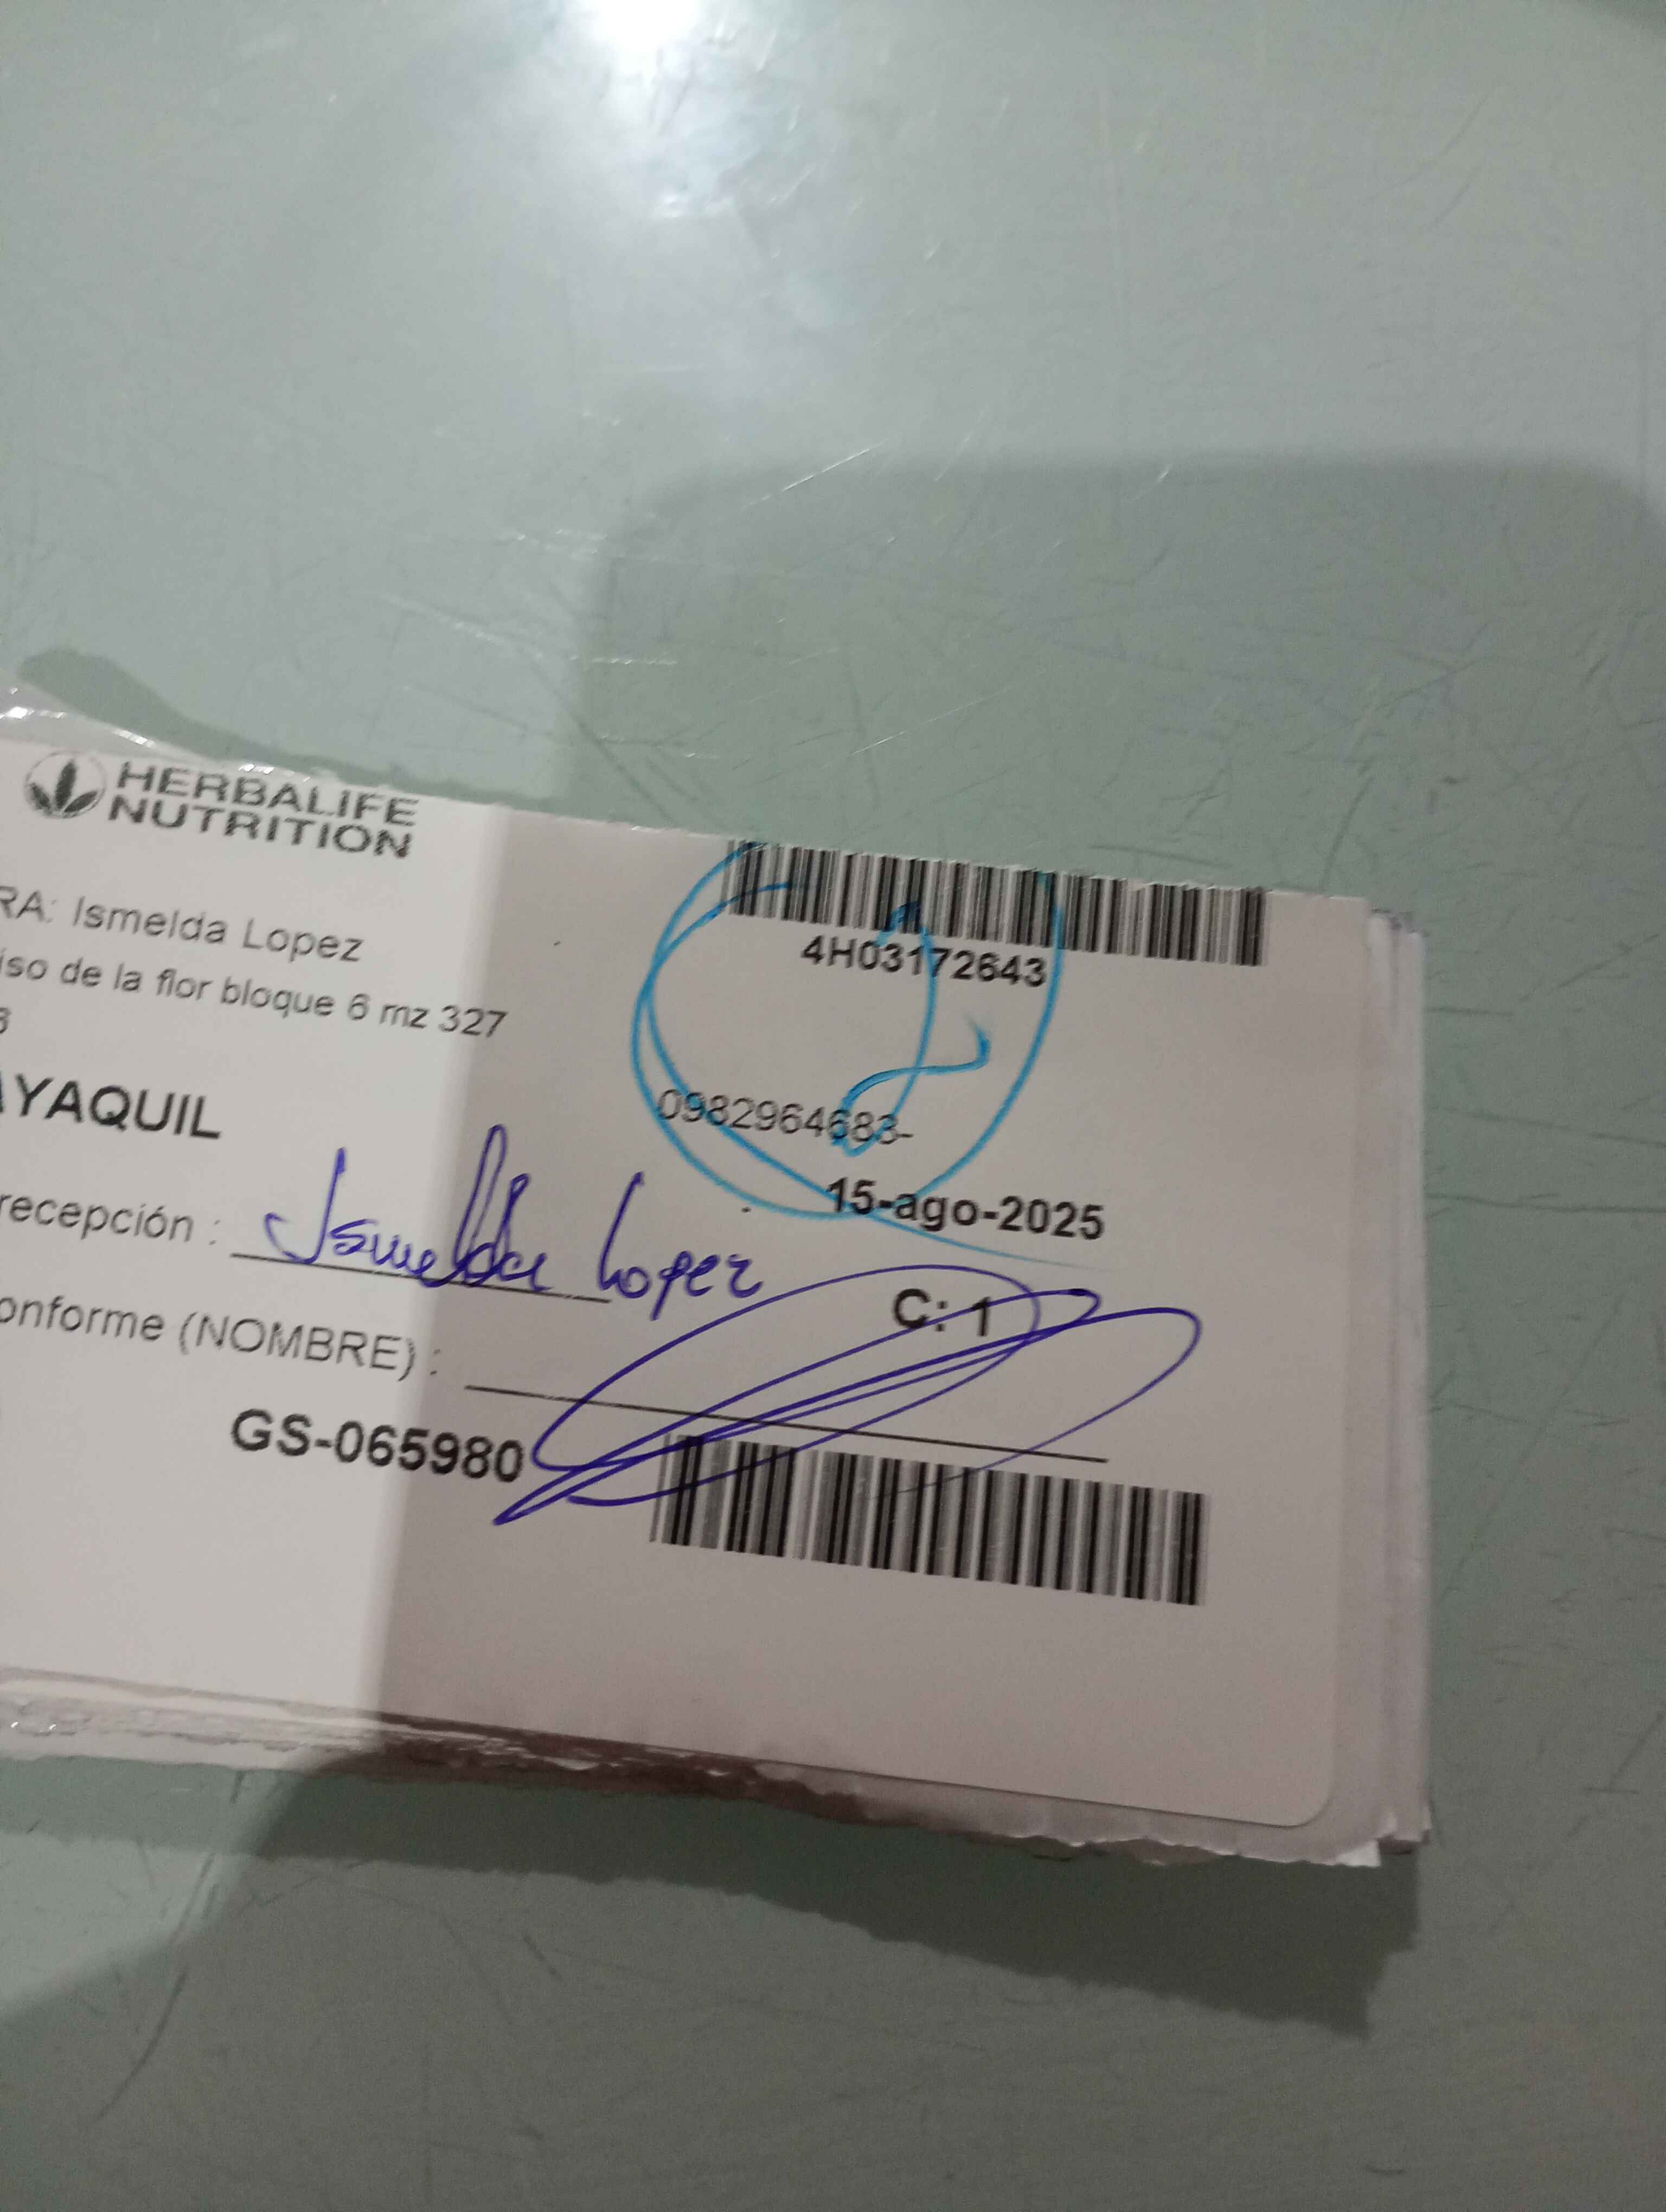 HERBALIFE
NUTRITION
4H03172643
RA: Ismelda Lopez
iso de la flor bloque 6 mz 327
0982964683-
AYAQUIL
15-ago-2025
recepción : Ismelda Lopez
C: 1
onforme (NOMBRE) :
GS-065980